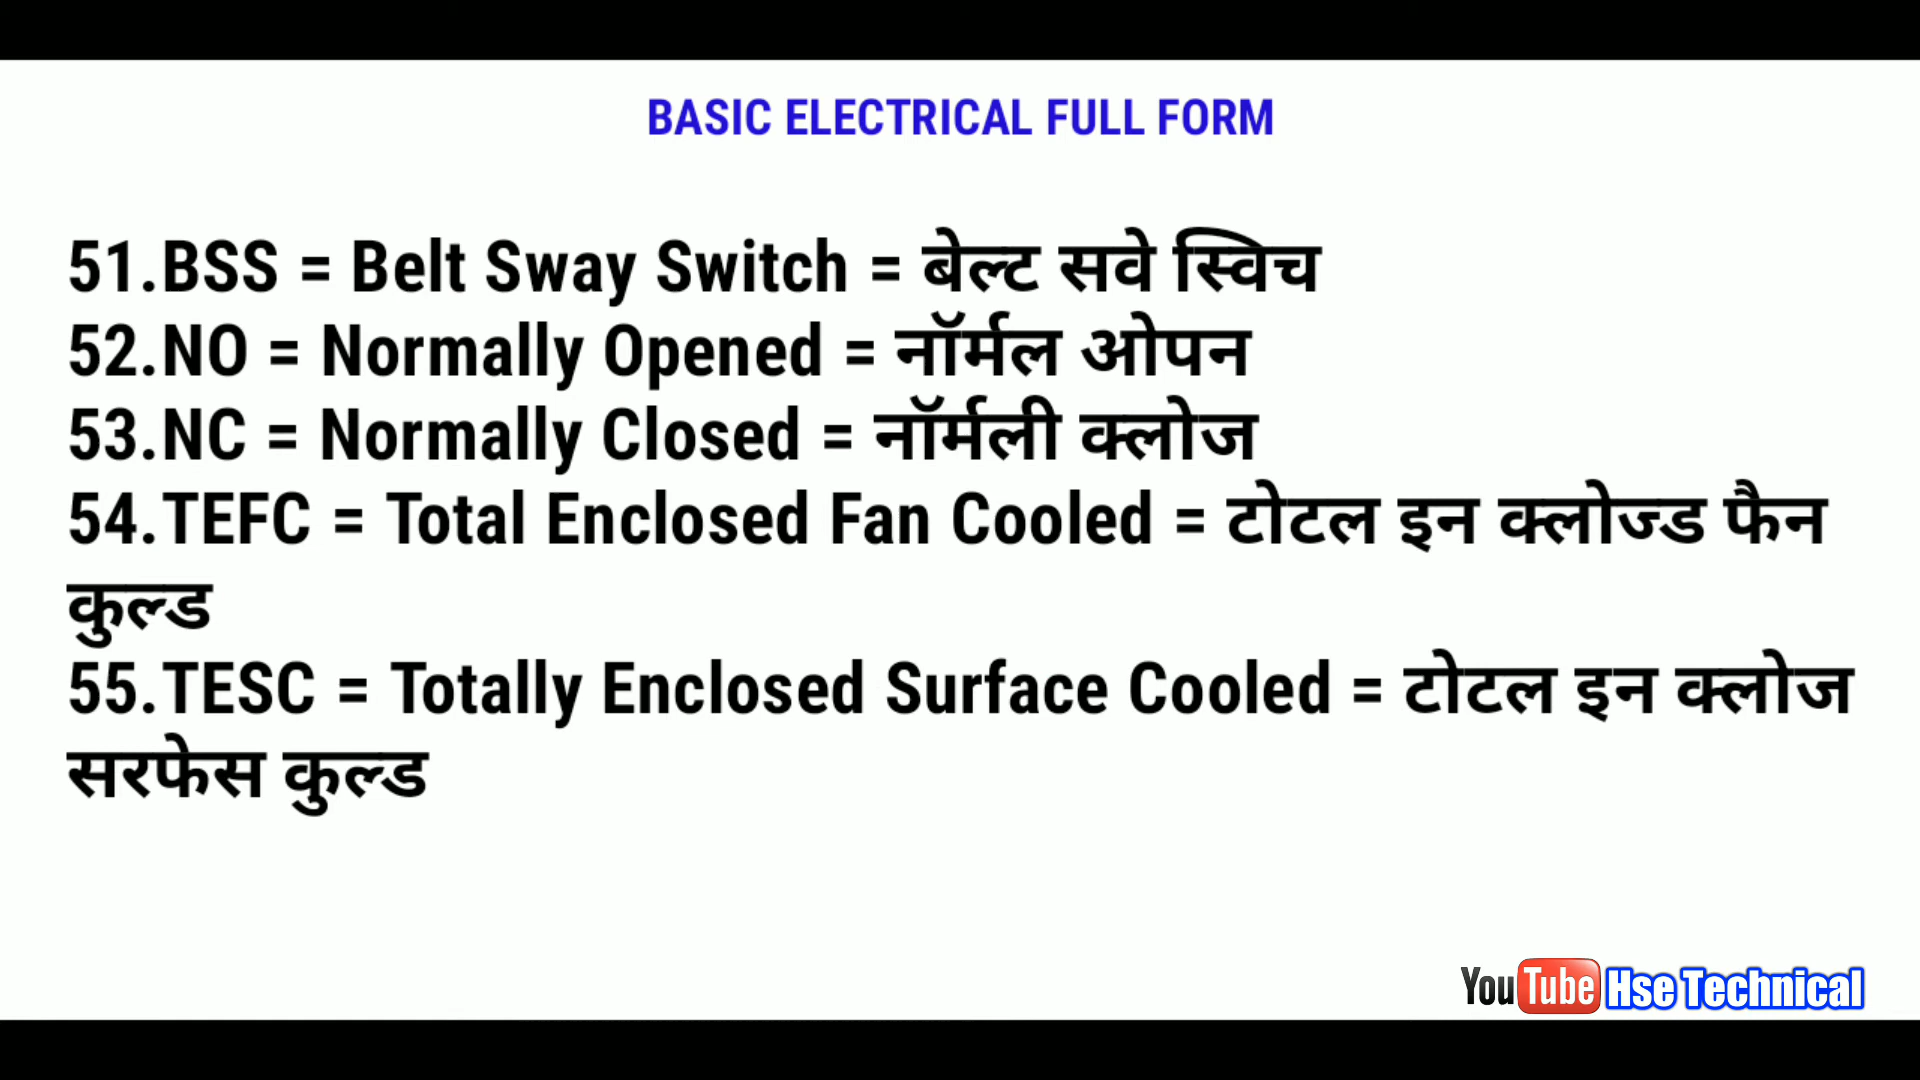 BASIC ELECTRICAL FULL FORM
51.BSS = Belt Sway Switch = बेल्ट सवे स्विच
52.NO = Normally Opened = नॉर्मल ओपन
53.NC = Normally Closed = नॉर्मली क्लोज
54.TEFC = Total Enclosed Fan Cooled = टोटल इन क्लोज्ड फैन
कुल्ड
55.TESC = Totally Enclosed Surface Cooled = टोटल इन क्लोज
सरफेस कुल्ड
YouTube Hse Technical